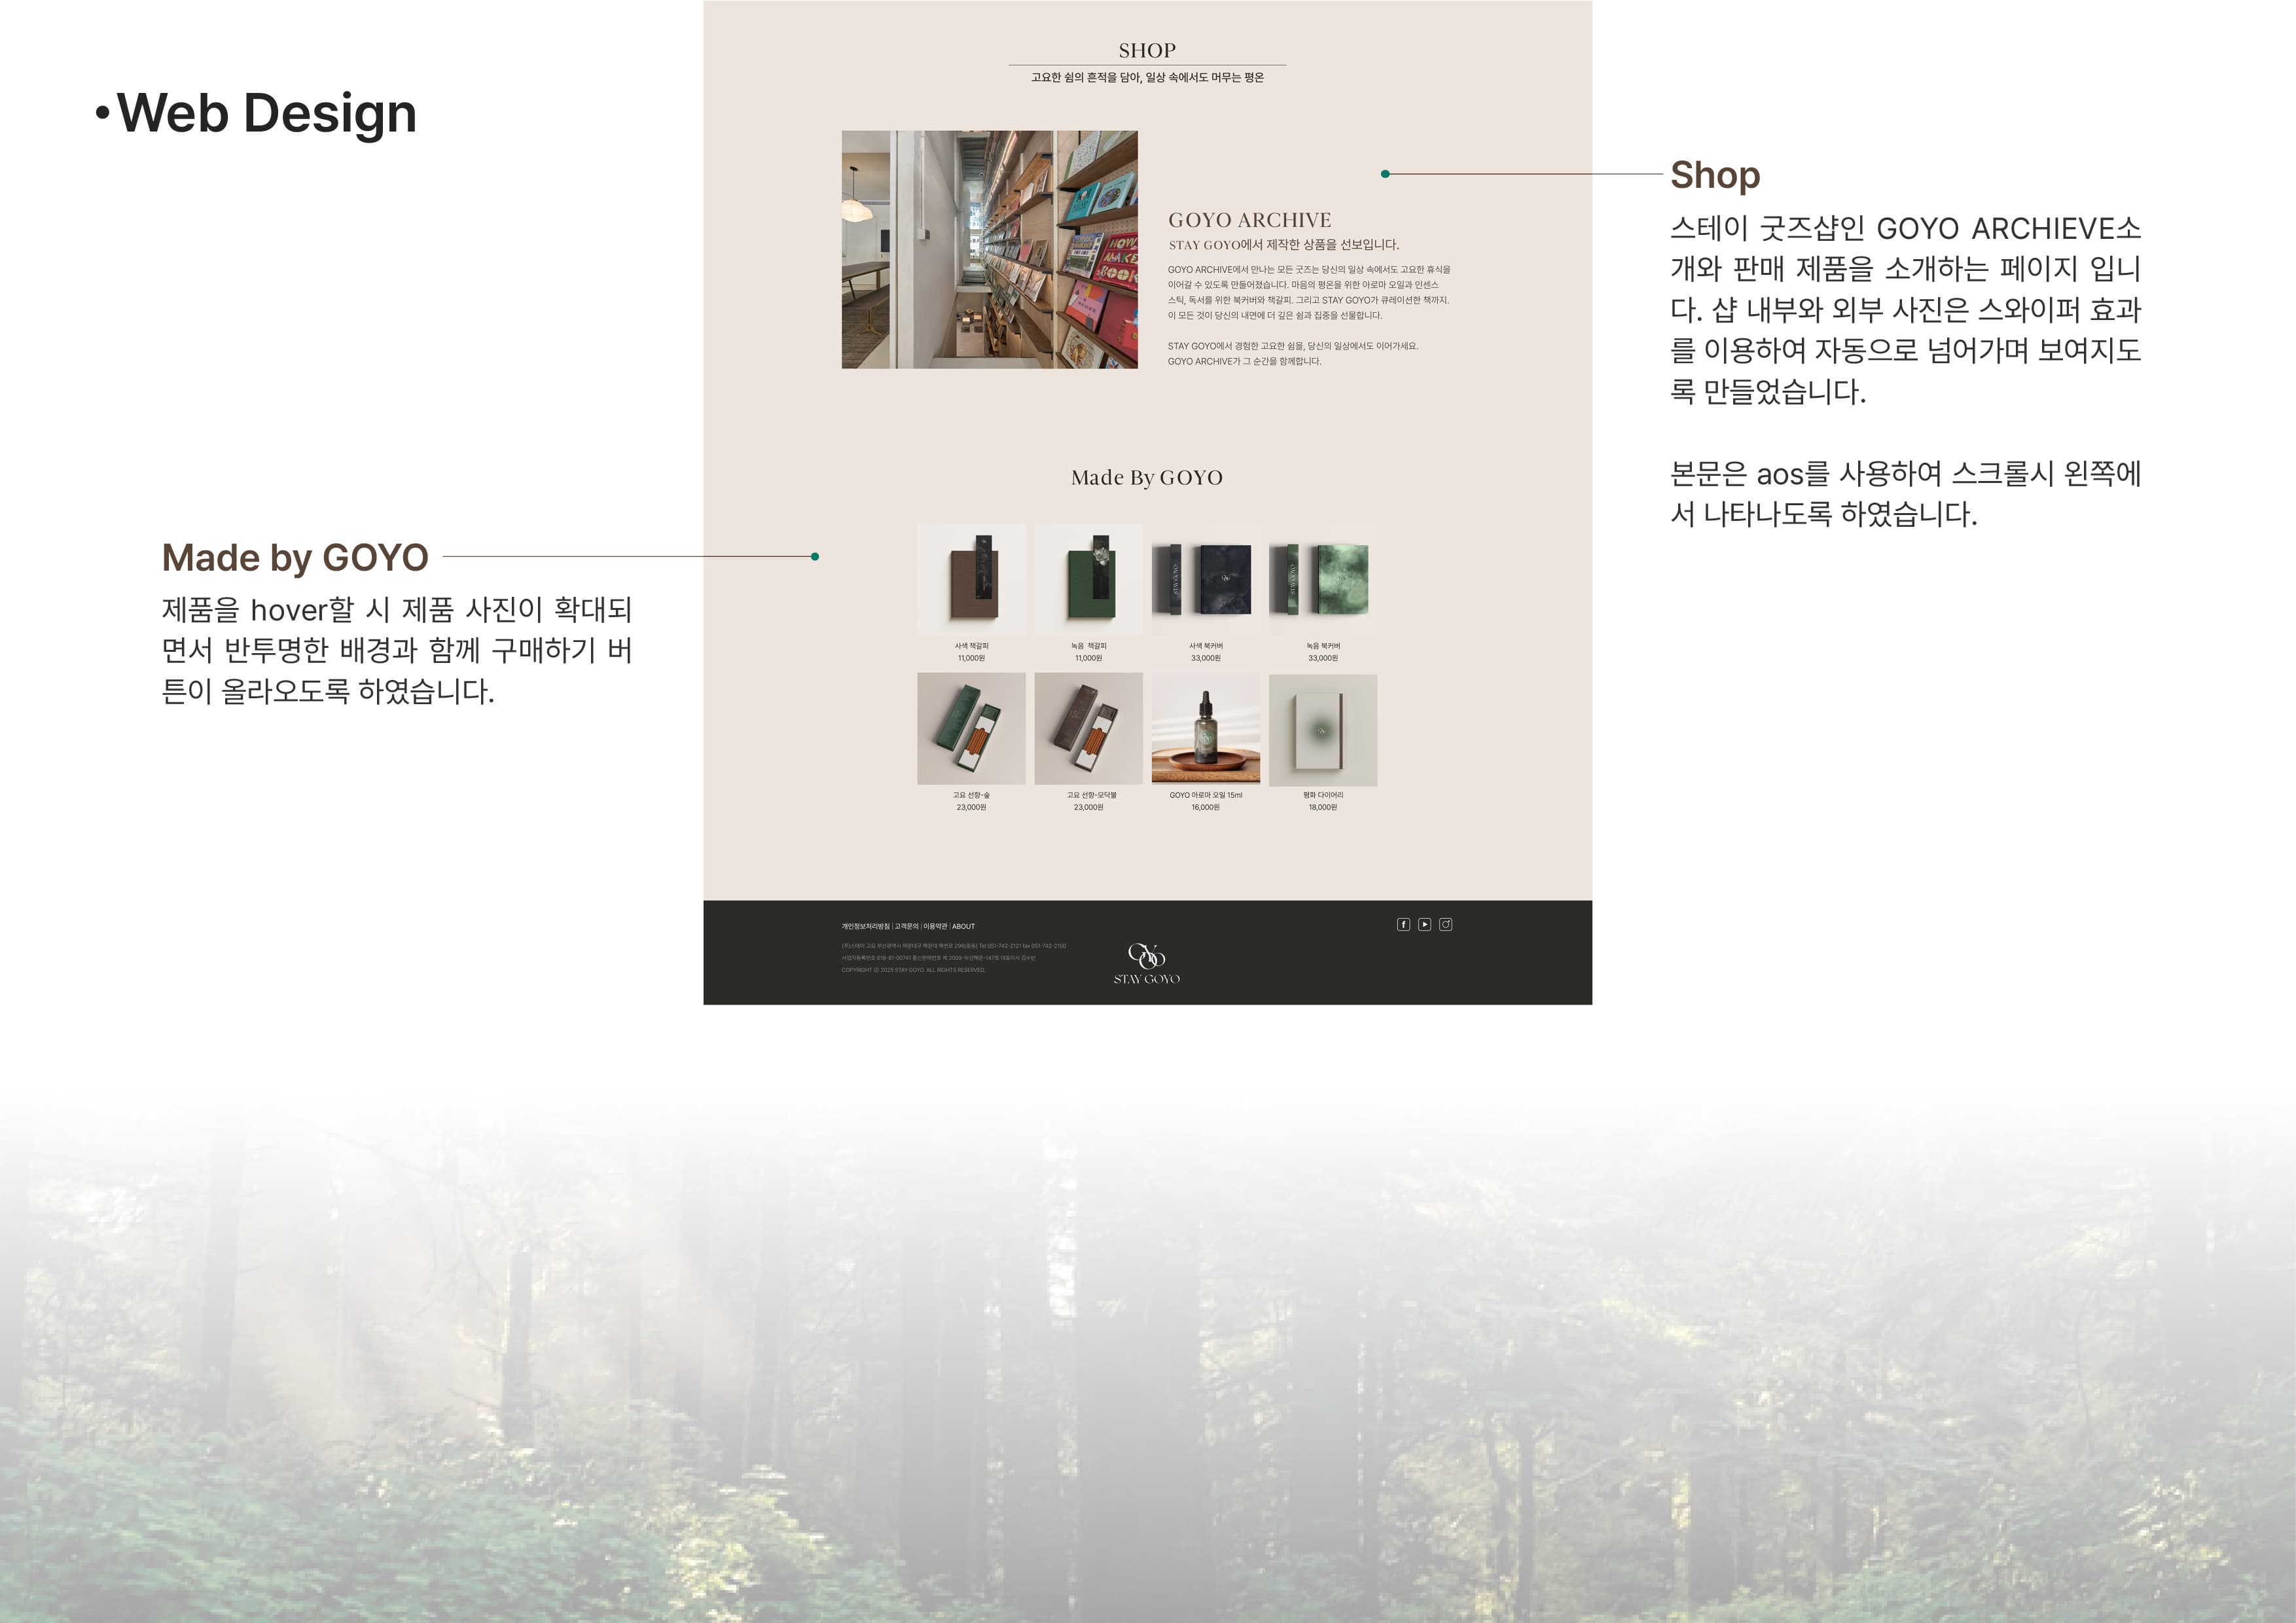 •Web Design
SHOP
고요한 쉼의 흔적을 담아, 일상 속에서도 머무는 평온
GOYO ARCHIVE
STAY GOYO에서 제작한 상품을 선보입니다.
GOYO ARCHIVE에서 만나는 모든 굿즈는 당신의 일상 속에서도 고요한 휴식을
이어갈 수 있도록 만들어졌습니다. 마음의 평온을 위한 아로마 오일과 인센스
스틱, 독서를 위한 북커버와 책갈피. 그리고 STAY GOYO가 큐레이션한 책까지.
이 모든 것이 당신의 내면에 더 깊은 쉼과 집중을 선물합니다.
STAY GOYO에서 경험한 고요한 쉼을, 당신의 일상에서도 이어가세요.
GOYO ARCHIVE가 그 순간을 함께합니다.
Shop
스테이 굿즈샵인 GOYO ARCHIEVE소
개와 판매 제품을 소개하는 페이지 입니
다. 샵 내부와 외부 사진은 스와이퍼 효과
를 이용하여 자동으로 넘어가며 보여지도
록 만들었습니다.
본문은 aos를 사용하여 스크롤시 왼쪽에
서 나타나도록 하였습니다.
Made by GOYO
제품을 hover할 시 제품 사진이 확대되
면서 반투명한 배경과 함께 구매하기 버
튼이 올라오도록 하였습니다.
Made By GOYO
STAY GOYO
STAY GOYO
사색 책갈피
11,000원
녹음 책갈피
11,000원
사색 북커버
33,000원
녹음 북커버
33,000원
고요 선향-숲
23,000원
고요 선향-모닥불
23,000원
GOYO 아로마 오일 15ml
16,000원
평화 다이어리
18,000원
개인정보처리방침 | 고객문의 | 이용약관 | ABOUT
COPYRIGHT ⓒ 2025 STAY GOYO. ALL RIGHTS RESERVED.
GOYO
STAY GOYO